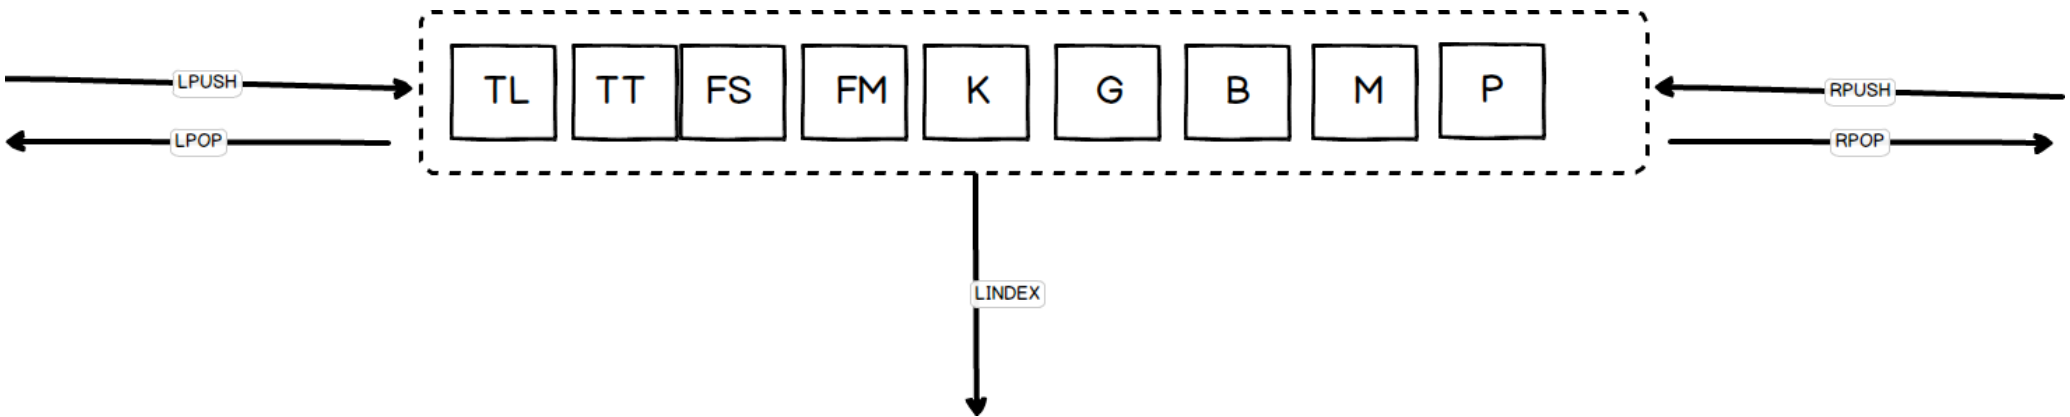 LPUSH
LPOP
TL TT FS FM K G B M P
RPUSH
RPOP
LINDEX